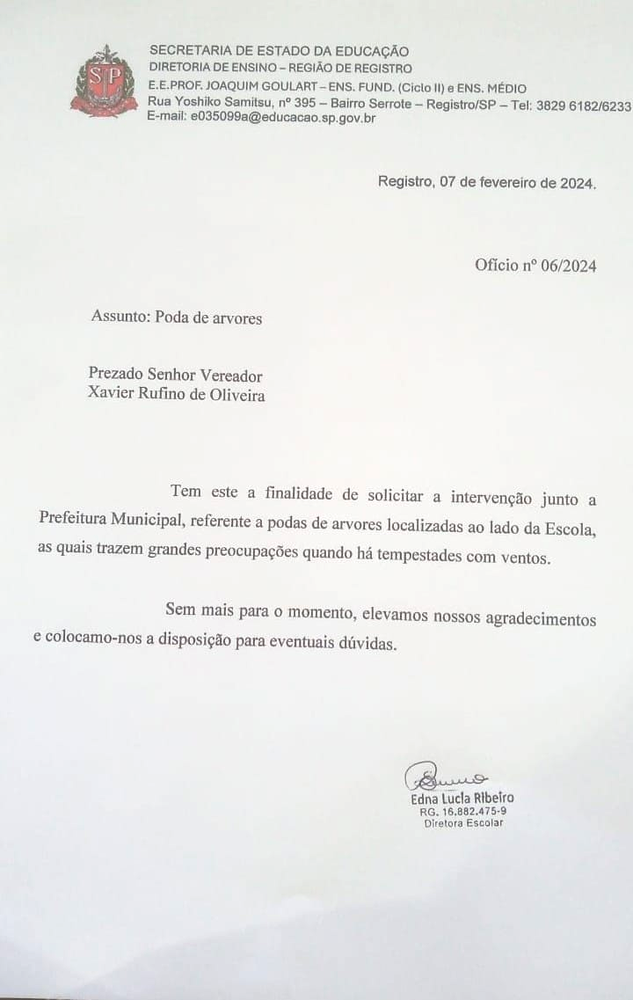 SP
SECRETARIA DE ESTADO DA EDUCAÇÃO
DIRETORIA DE ENSINO – REGIÃO DE REGISTRO
E.E.PROF. JOAQUIM GOULART – ENS. FUND. (Ciclo II) e ENS. MÉDIO
Rua Yoshiko Samitsu, nº 395 – Bairro Serrote – Registro/SP – Tel: 3829 6182/6233
E-mail: e035099a@educacao.sp.gov.br
Registro, 07 de fevereiro de 2024.
Ofício nº 06/2024
Assunto: Poda de arvores
Prezado Senhor Vereador
Xavier Rufino de Oliveira
Tem este a finalidade de solicitar a intervenção junto a
Prefeitura Municipal, referente a podas de arvores localizadas ao lado da Escola,
as quais trazem grandes preocupações quando há tempestades com ventos.
Sem mais para o momento, elevamos nossos agradecimentos
e colocamo-nos a disposição para eventuais dúvidas.
Edna Lucia Ribeiro
RG. 16.882.475-9
Diretora Escolar